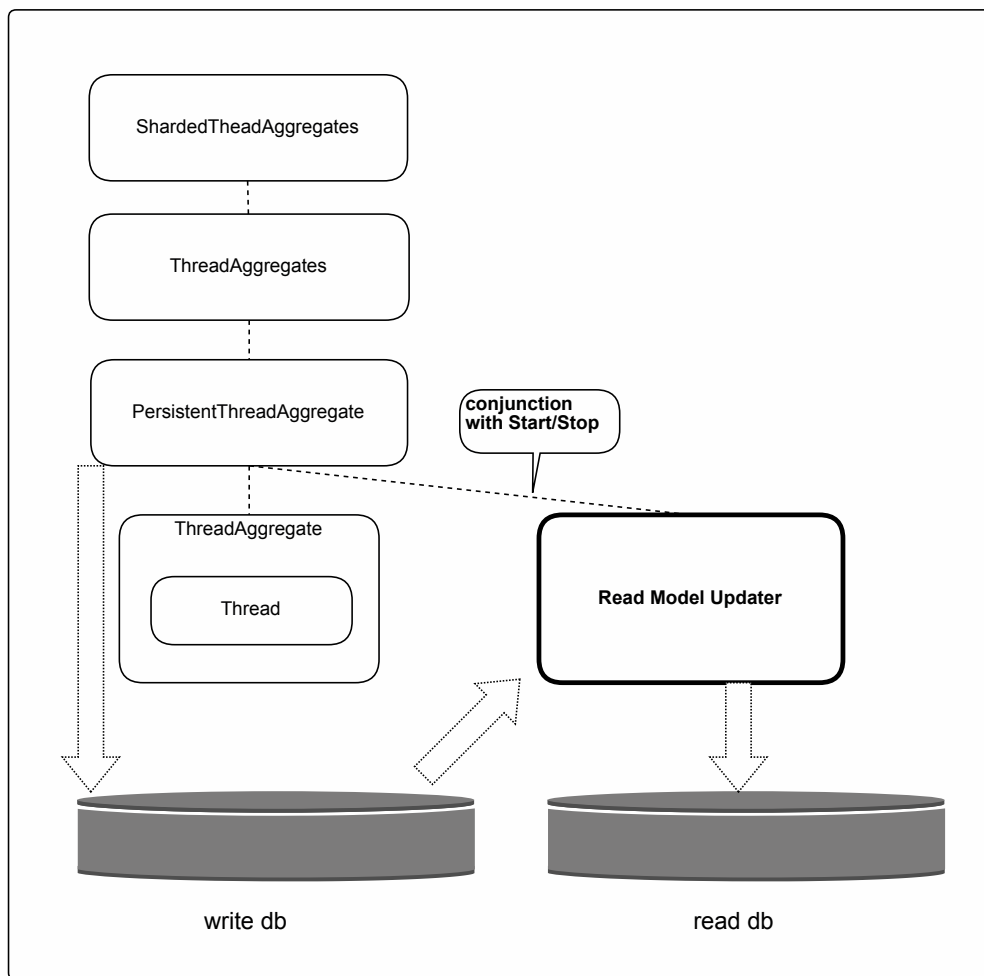 ShardedTheadAggregates
ThreadAggregates
PersistentThreadAggregate
conjunction
with Start/Stop
ThreadAggregate
Thread
Read Model Updater
write db
read db